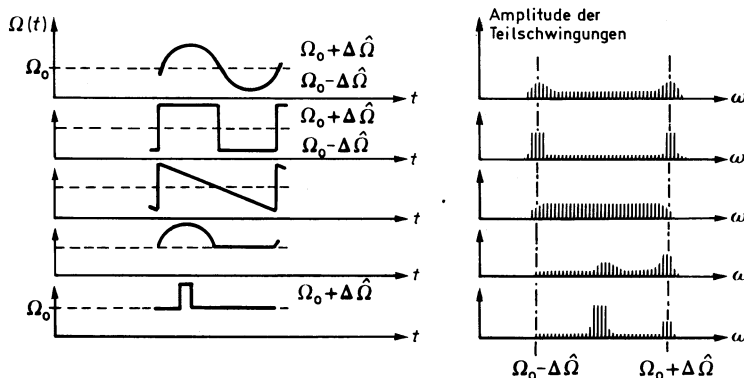 Ω(t)
Ω₀
Ω₀+ΔΩ̂
Ω₀-ΔΩ̂
t
Ω₀+ΔΩ̂
Ω₀-ΔΩ̂
t
t
t
Ω₀
Ω₀+ΔΩ̂
t
Amplitude der
Teilschwingungen
ω
ω
ω
ω
ω
Ω₀-ΔΩ̂ Ω₀+ΔΩ̂